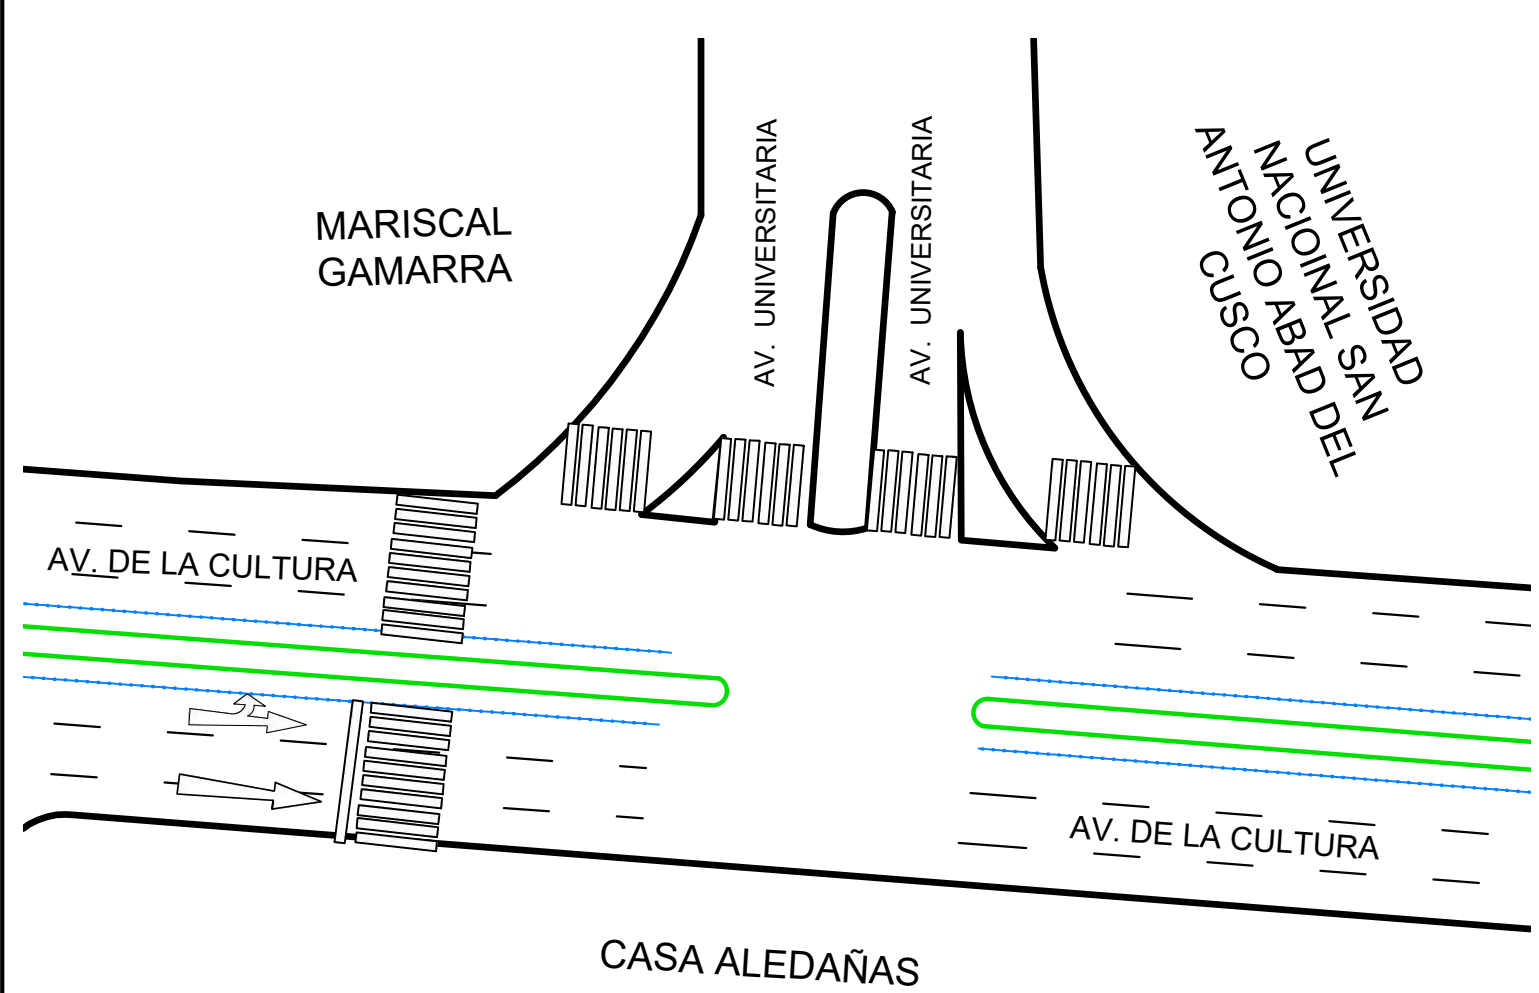 MARISCAL
GAMARRA
AV. UNIVERSITARIA
AV. UNIVERSITARIA
UNIVERSIDAD
NACIOINAL SAN
ANTONIO ABAD DEL
CUSCO
AV. DE LA CULTURA
AV. DE LA CULTURA
CASA ALEDAÑAS